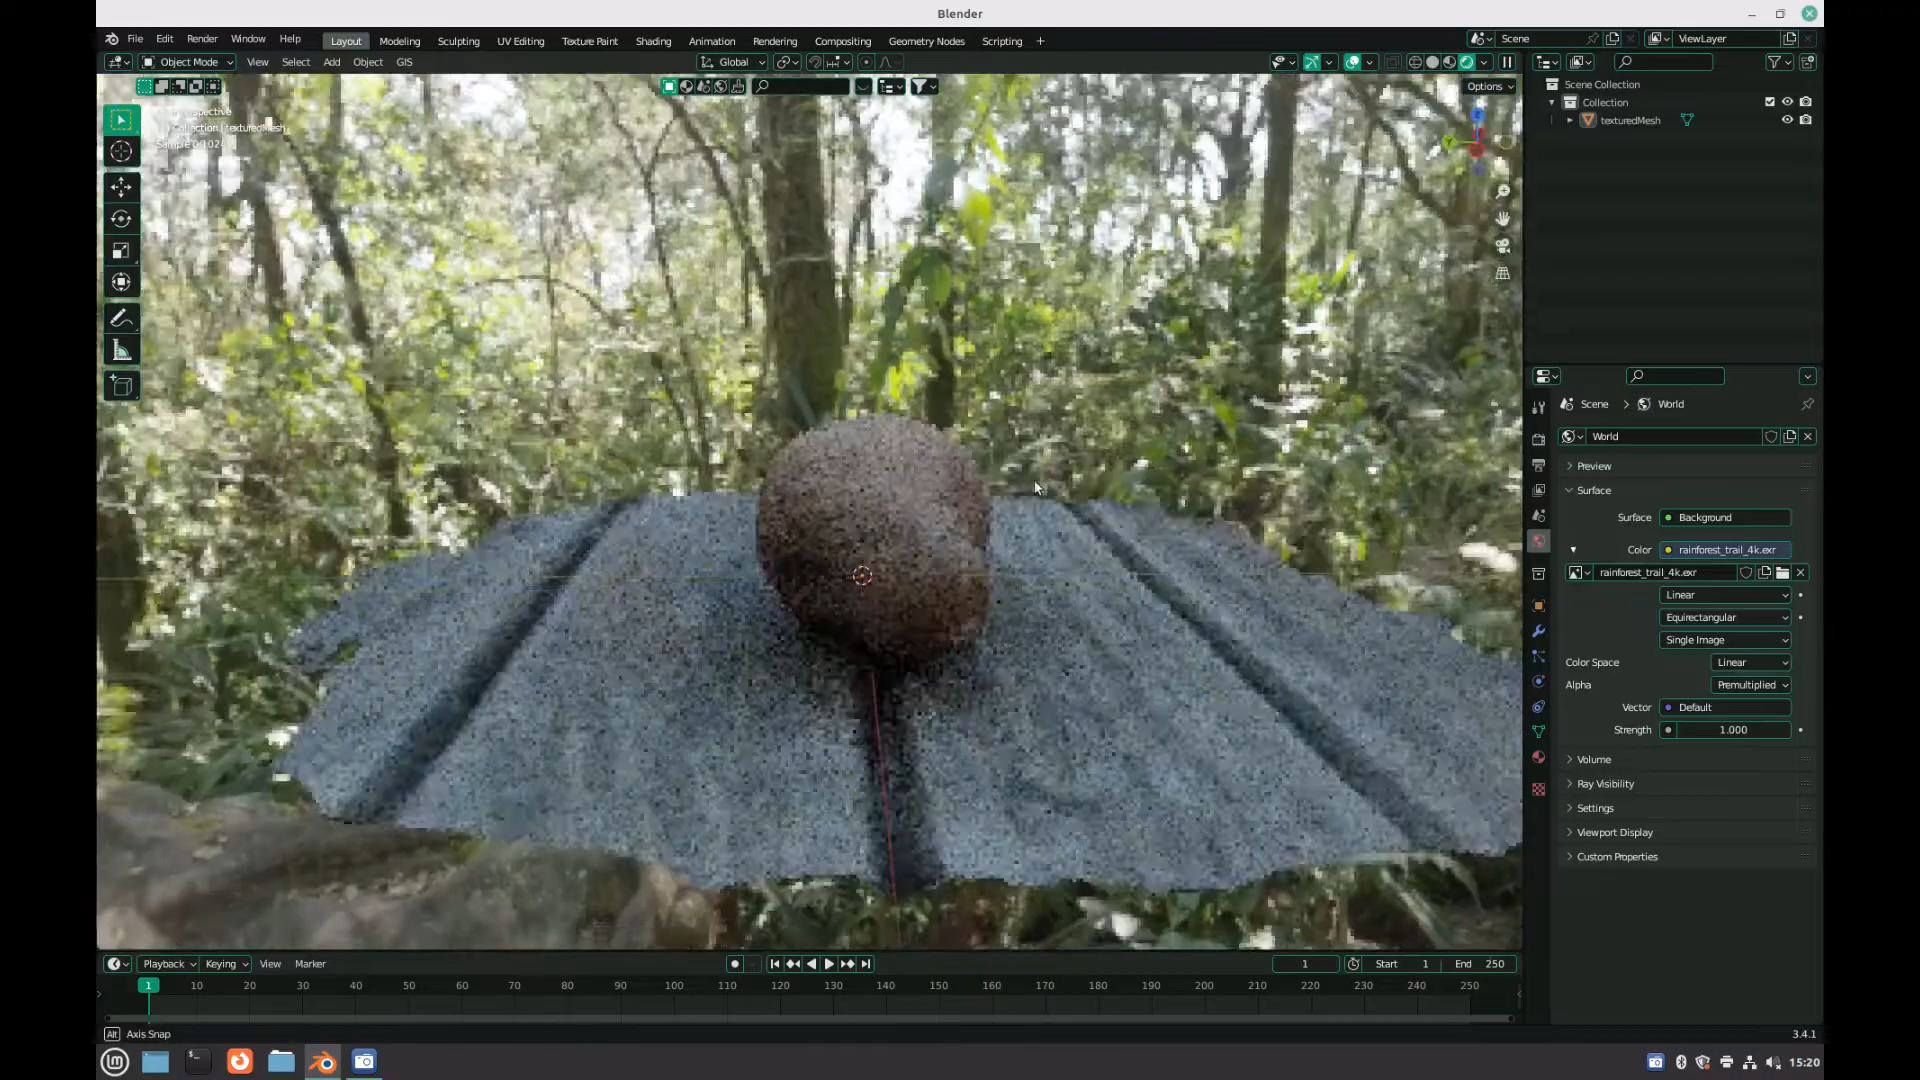 Blender
File Edit Render Window Help
Layout Modeling Sculpting UV Editing Texture Paint Shading Animation Rendering Compositing Geometry Nodes Scripting +
Scene
ViewLayer
Object Mode View Select Add Object GIS
Global
Options
Collection | texturedMesh
Scene Collection
Collection
texturedMesh
Scene > World
World
Preview
Surface
Surface Background
Color rainforest_trail_4k.exr
rainforest_trail_4k.exr
Linear
Equirectangular
Single Image
Color Space Linear
Alpha Premultiplied
Vector Default
Strength 1.000
Volume
Ray Visibility
Settings
Viewport Display
Custom Properties
Playback Keying View Marker
1 Start 1 End 250
1 10 20 30 40 50 60 70 80 90 100 110 120 130 140 150 160 170 180 190 200 210 220 230 240 250
Alt Axis Snap
3.4.1
15:20